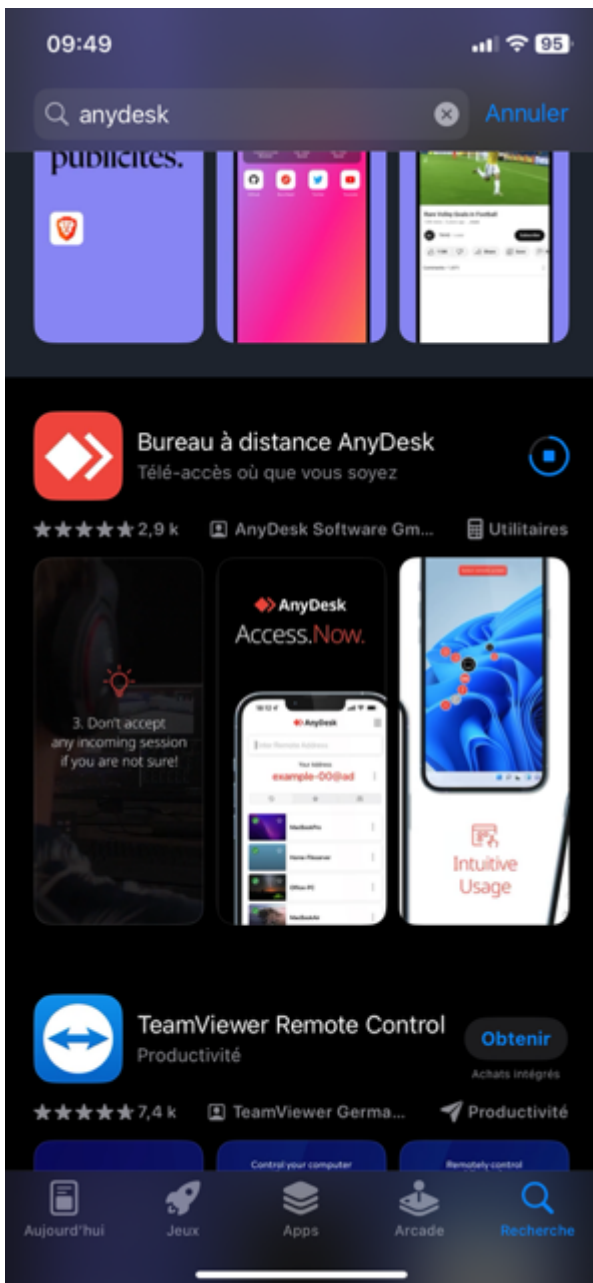 09:49
95
anydesk
Annuler
publicités.
Bureau à distance AnyDesk
Télé-accès où que vous soyez
2,9 k
AnyDesk Software Gm...
Utilitaires
3. Don't accept
any incoming session
if you are not sure!
AnyDesk
Access.Now.
AnyDesk
Enter Remote Address
Your Address
example-00@ad
MacBookPro
Home-Fileserver
Office-PC
MacBookAir
Intuitive
Usage
TeamViewer Remote Control
Productivité
Obtenir
Achats intégrés
7,4 k
TeamViewer Germa...
Productivité
Control your computer
Remotely control
Aujourd'hui
Jeux
Apps
Arcade
Recherche